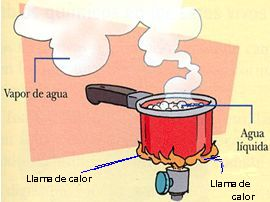 Vapor de agua
Agua
líquida
Llama de calor
Llama de
calor